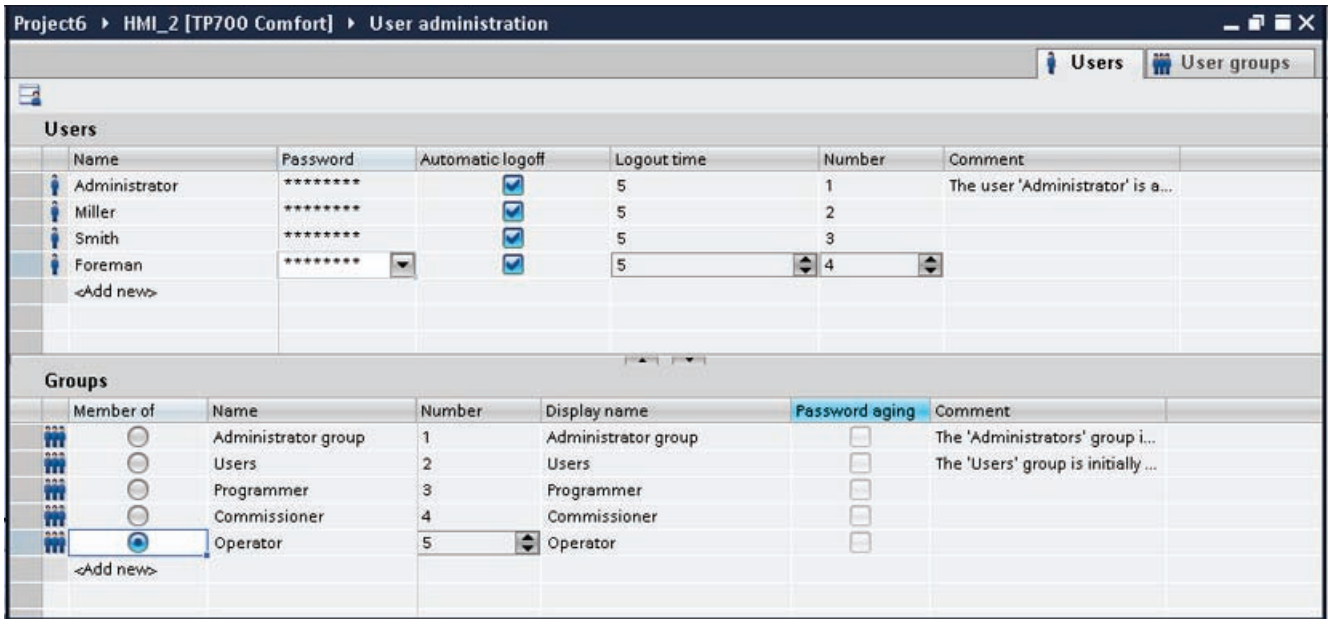 Project6 ▸ HMI_2 [TP700 Comfort] ▸ User administration
Users User groups
Users
Name Password Automatic logoff Logout time Number Comment
Administrator ******** 5 1 The user 'Administrator' is a...
Miller ******** 5 2
Smith ******** 5 3
Foreman ******** 5 4
<Add new>
Groups
Member of Name Number Display name Password aging Comment
Administrator group 1 Administrator group The 'Administrators' group i...
Users 2 Users The 'Users' group is initially ...
Programmer 3 Programmer
Commissioner 4 Commissioner
Operator 5 Operator
<Add new>